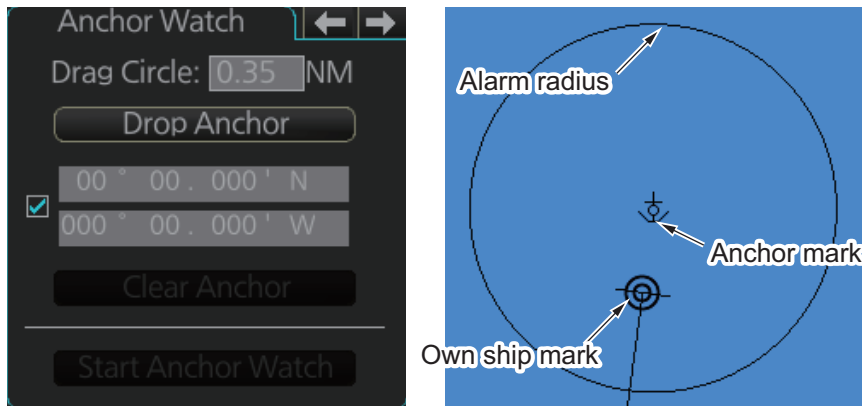 Anchor Watch
Drag Circle: 0.35 NM
Drop Anchor
00 ° 00 . 000 ' N
000 ° 00 . 000 ' W
Clear Anchor
Start Anchor Watch
Alarm radius
Anchor mark
Own ship mark